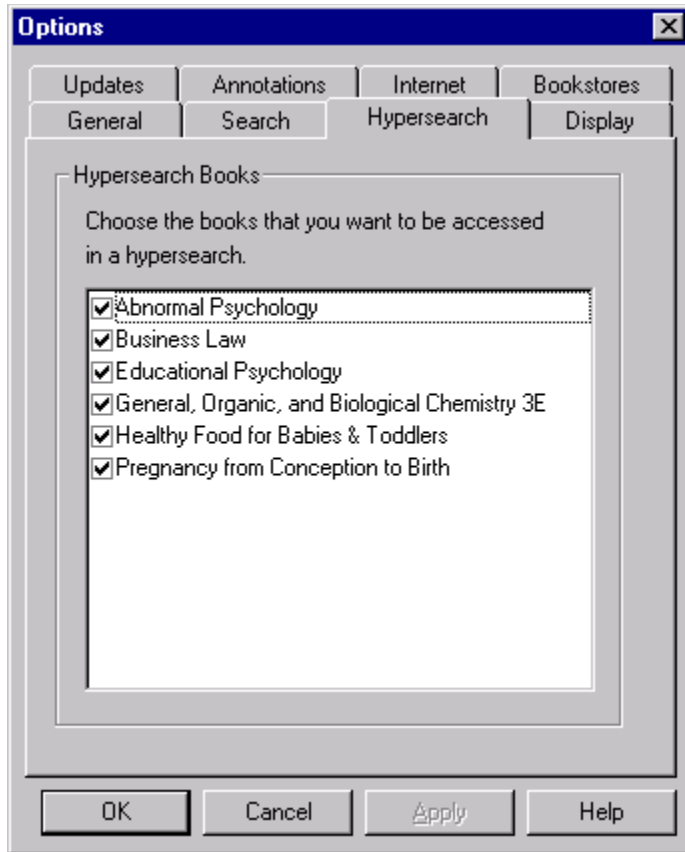 Options
Updates Annotations Internet Bookstores
General Search Hypersearch Display
Hypersearch Books
Choose the books that you want to be accessed
in a hypersearch.
Abnormal Psychology
Business Law
Educational Psychology
General, Organic, and Biological Chemistry 3E
Healthy Food for Babies & Toddlers
Pregnancy from Conception to Birth
OK Cancel Apply Help